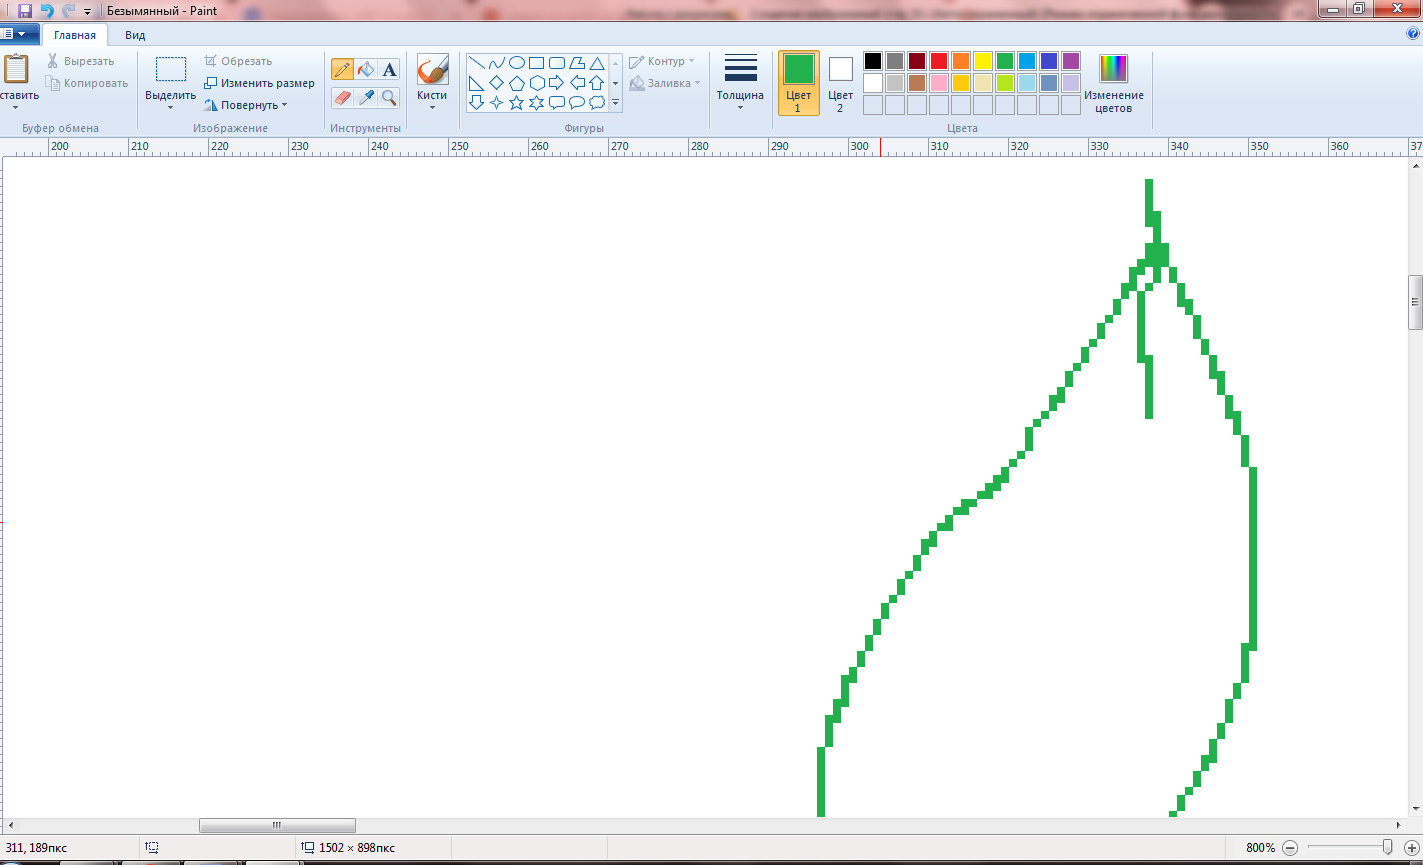 Безымянный - Paint
Главная Вид
ставить
Вырезать
Копировать
Буфер обмена
Выделить
Обрезать
Изменить размер
Повернуть
Изображение
A
Инструменты
Кисти
Контур
Заливка
Фигуры
Толщина
Цвет 1
Цвет 2
Изменение цветов
Цвета
200 210 220 230 240 250 260 270 280 290 300 310 320 330 340 350 360 37
311, 189пкс 1502 × 898пкс 800%